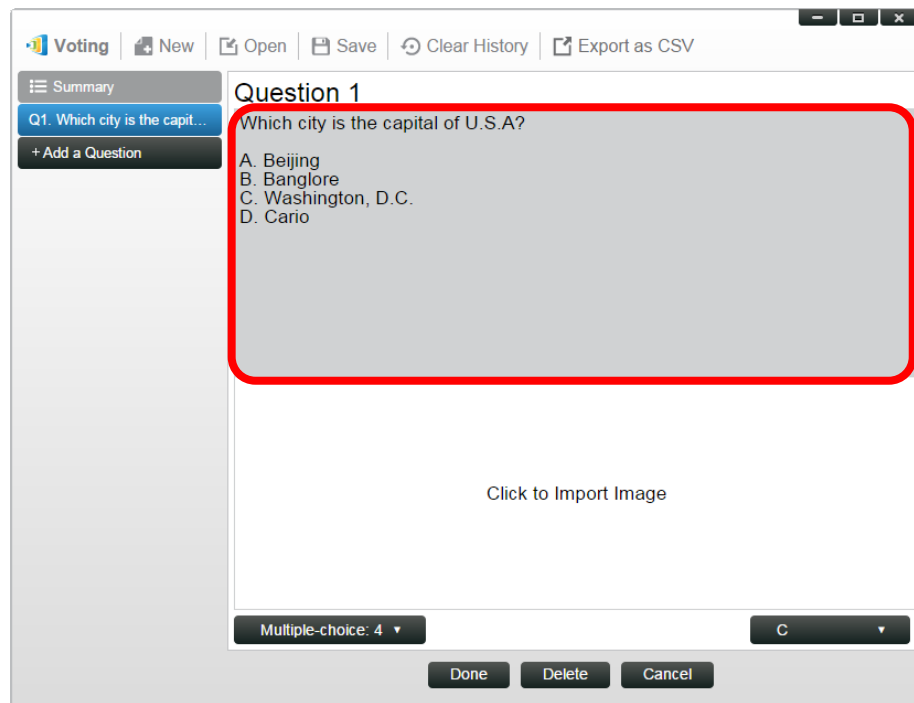 Voting New Open Save Clear History Export as CSV
Summary
Q1. Which city is the capit...
+ Add a Question
Question 1
Which city is the capital of U.S.A?
A. Beijing
B. Banglore
C. Washington, D.C.
D. Cario
Click to Import Image
Multiple-choice: 4
C
Done Delete Cancel